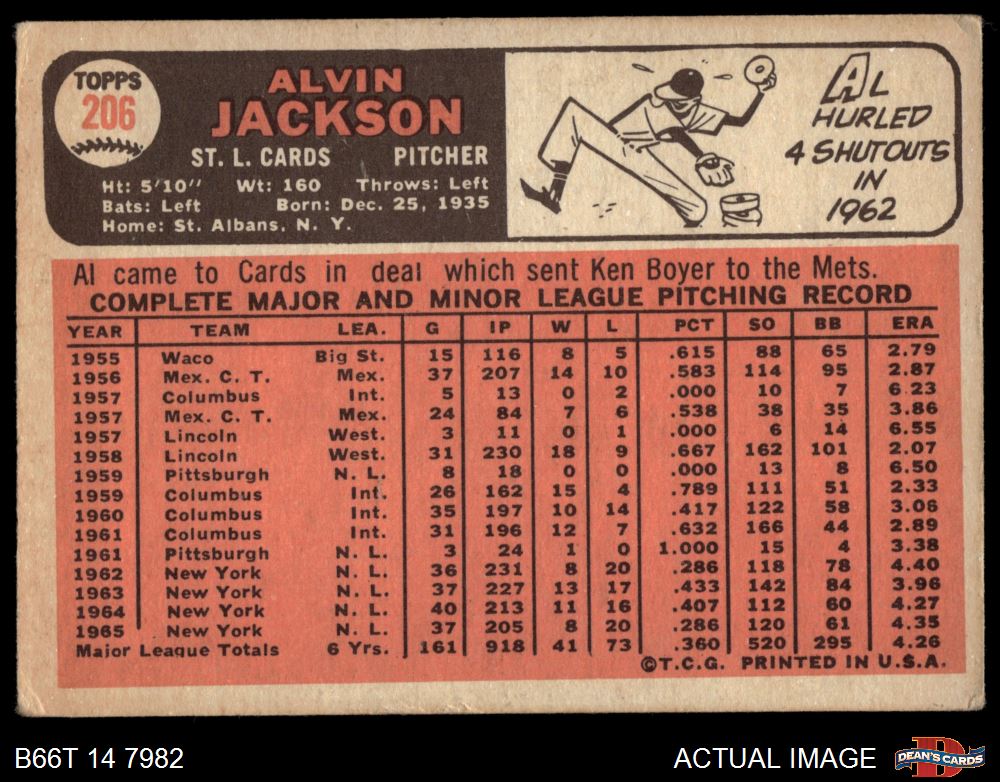 TOPPS
206
ALVIN
JACKSON
ST. L. CARDS PITCHER
Ht: 5'10" Wt: 160 Throws: Left
Bats: Left Born: Dec. 25, 1935
Home: St. Albans, N. Y.
AL
HURLED
4 SHUTOUTS
IN
1962
Al came to Cards in deal which sent Ken Boyer to the Mets.
COMPLETE MAJOR AND MINOR LEAGUE PITCHING RECORD
YEAR TEAM LEA. G IP W L PCT SO BB ERA
1955 Waco Big St. 15 116 8 5 .615 88 65 2.79
1956 Mex. C. T. Mex. 37 207 14 10 .583 114 95 2.87
1957 Columbus Int. 5 13 0 2 .000 10 7 6.23
1957 Mex. C. T. Mex. 24 84 7 6 .538 38 35 3.86
1957 Lincoln West. 3 11 0 1 .000 6 14 6.55
1958 Lincoln West. 31 230 18 9 .667 162 101 2.07
1959 Pittsburgh N. L. 8 18 0 0 .000 13 8 6.50
1959 Columbus Int. 26 162 15 4 .789 111 51 2.33
1960 Columbus Int. 35 197 10 14 .417 122 58 3.06
1961 Columbus Int. 31 196 12 7 .632 166 44 2.89
1961 Pittsburgh N. L. 3 24 1 0 1.000 15 4 3.38
1962 New York N. L. 36 231 8 20 .286 118 78 4.40
1963 New York N. L. 37 227 13 17 .433 142 84 3.96
1964 New York N. L. 40 213 11 16 .407 112 60 4.27
1965 New York N. L. 37 205 8 20 .286 120 61 4.35
Major League Totals 6 Yrs. 161 918 41 73 .360 520 295 4.26
©T.C.G. PRINTED IN U.S.A.
B66T 14 7982 ACTUAL IMAGE
D
DEAN'S CARDS